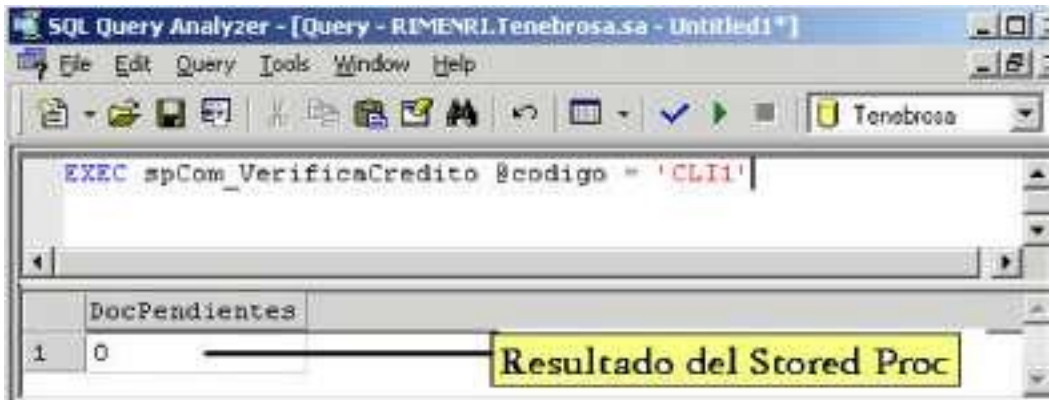 SQL Query Analyzer - [Query - RIMENRI.Tenebrosa.sa - Untitled1*]
File Edit Query Tools Window Help
Tenebrosa
EXEC spCom_VerificaCredito @codigo = 'CLI1'
DocPendientes
1 0
Resultado del Stored Proc